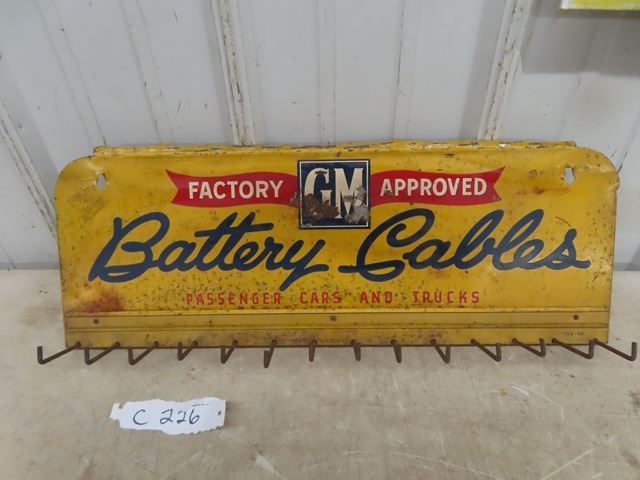 FACTORY GM APPROVED
Battery Cables
PASSENGER CARS AND TRUCKS
C 226